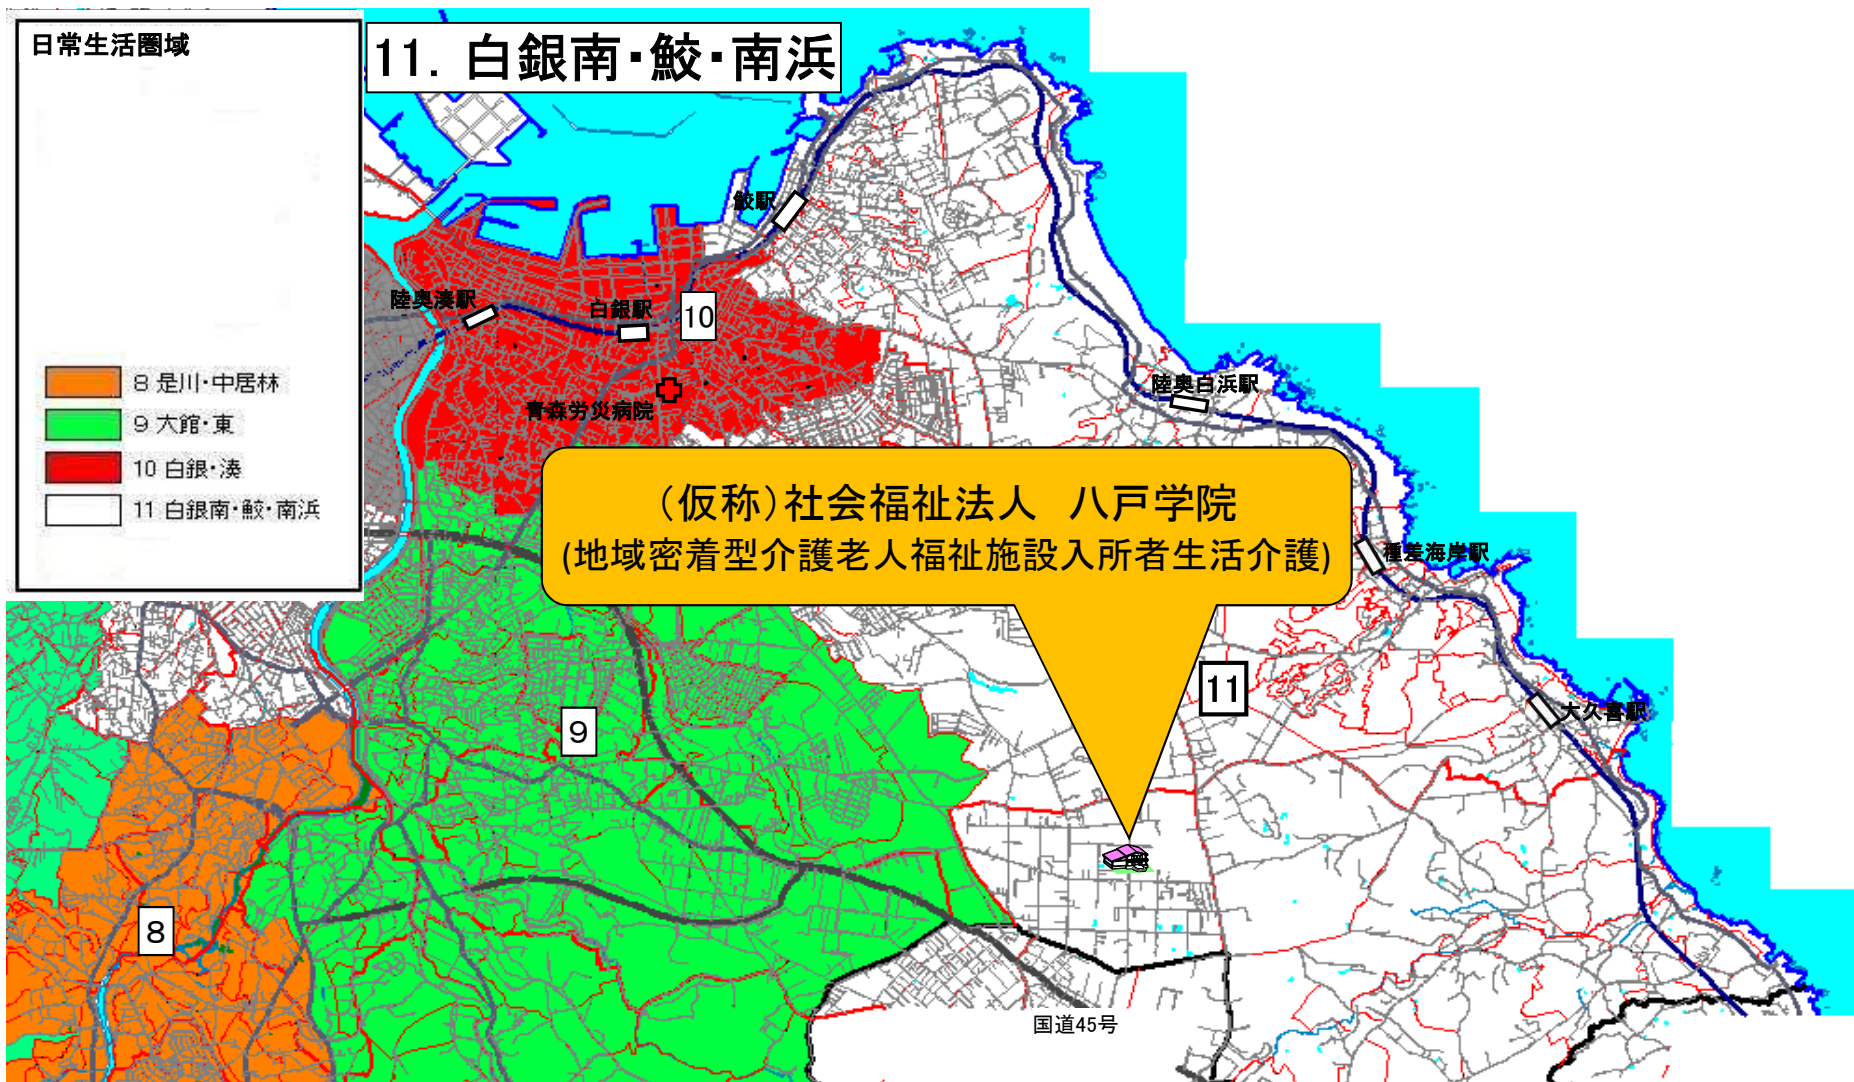 日常生活圏域
11. 白銀南・鮫・南浜
8 是川・中居林
9 大館・東
10 白銀・湊
11 白銀南・鮫・南浜
鮫駅
陸奥湊駅
白銀駅
10
青森労災病院
陸奥白浜駅
（仮称）社会福祉法人　八戸学院
(地域密着型介護老人福祉施設入所者生活介護)
種差海岸駅
11
大久喜駅
9
8
国道45号